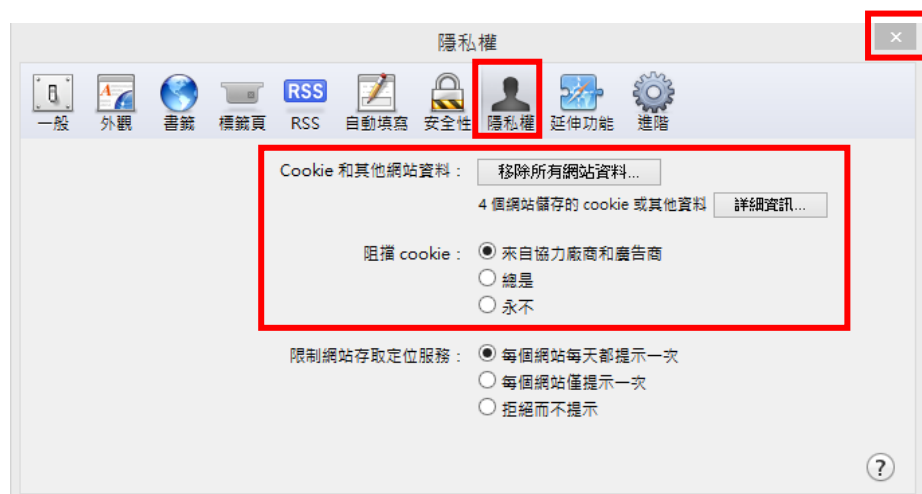 隱私權
×
RSS
一般 外觀 書籤 標籤頁 RSS 自動填寫 安全性 隱私權 延伸功能 進階
Cookie 和其他網站資料： 移除所有網站資料...
4 個網站儲存的 cookie 或其他資料 詳細資訊...
阻擋 cookie： 來自協力廠商和廣告商
總是
永不
限制網站存取定位服務： 每個網站每天都提示一次
每個網站僅提示一次
拒絕而不提示
?